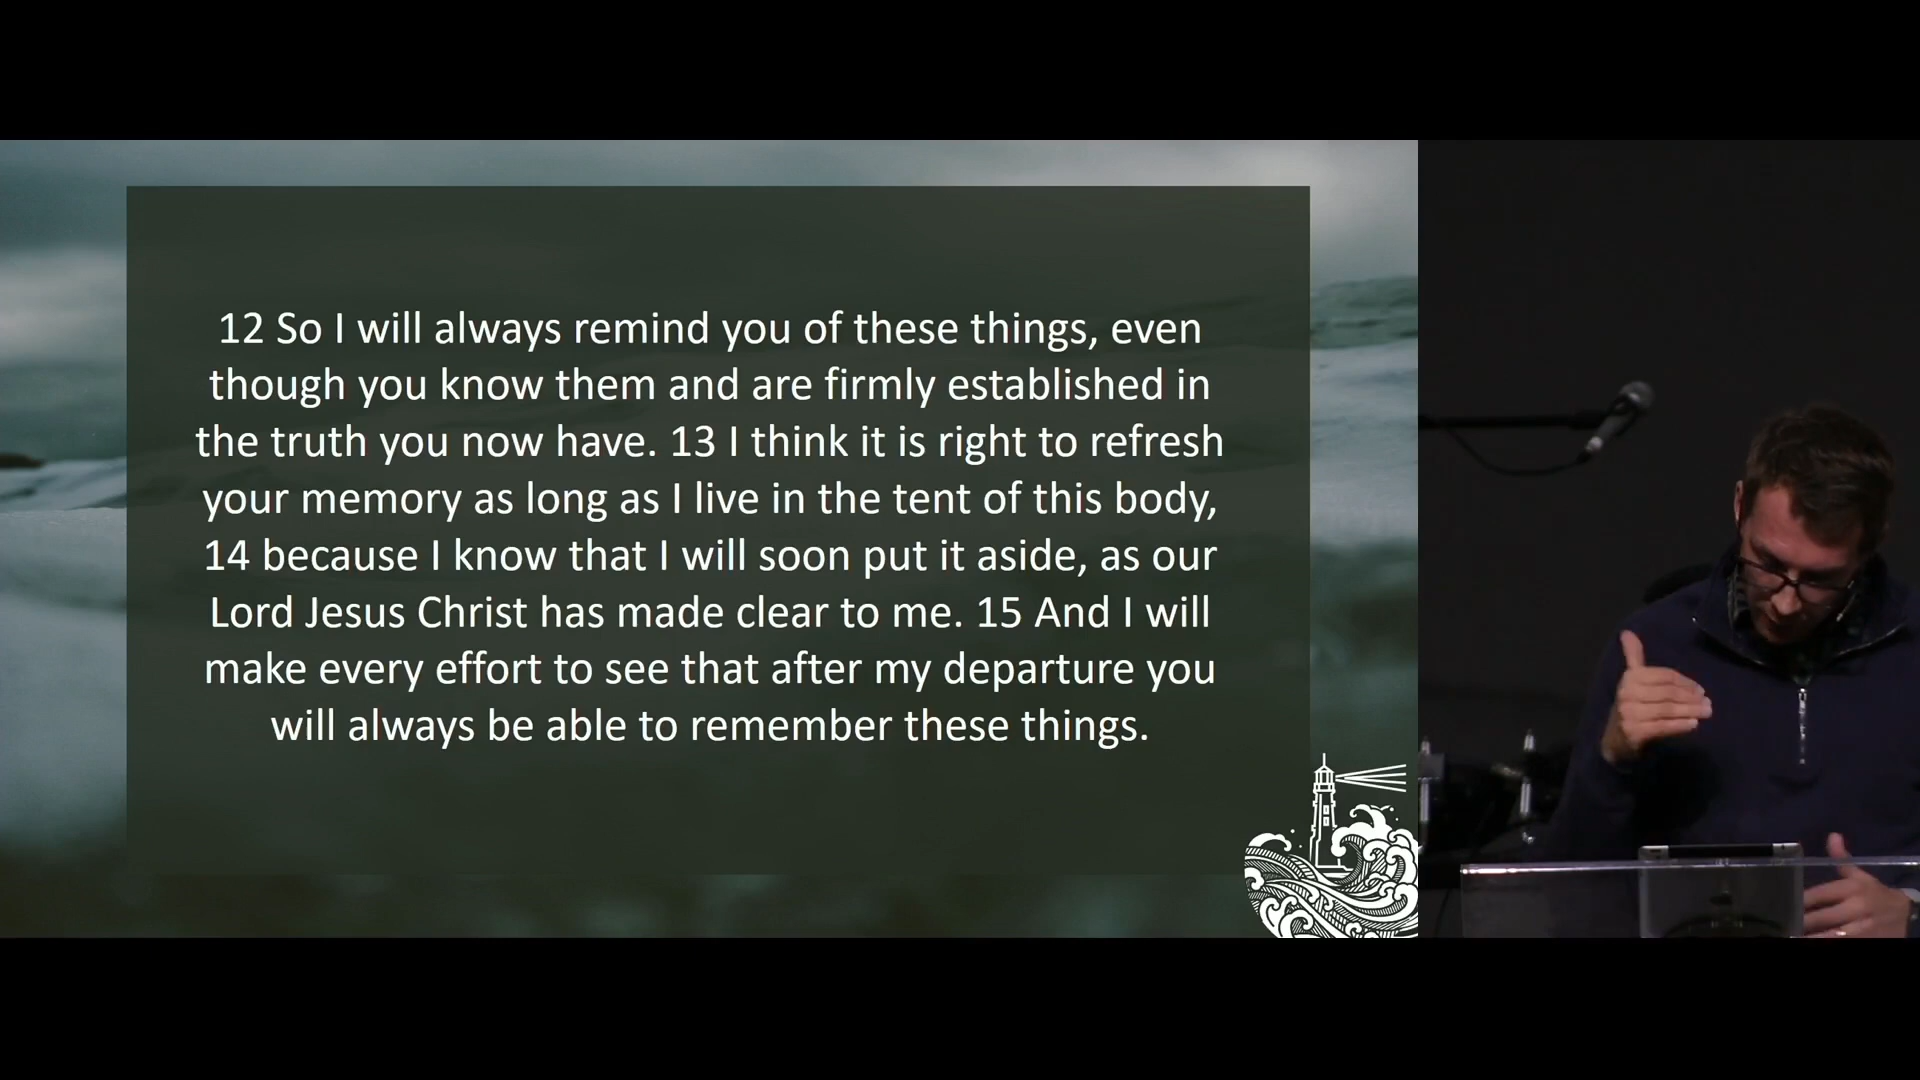 12 So I will always remind you of these things, even
though you know them and are firmly established in
the truth you now have. 13 I think it is right to refresh
your memory as long as I live in the tent of this body,
14 because I know that I will soon put it aside, as our
Lord Jesus Christ has made clear to me. 15 And I will
make every effort to see that after my departure you
will always be able to remember these things.